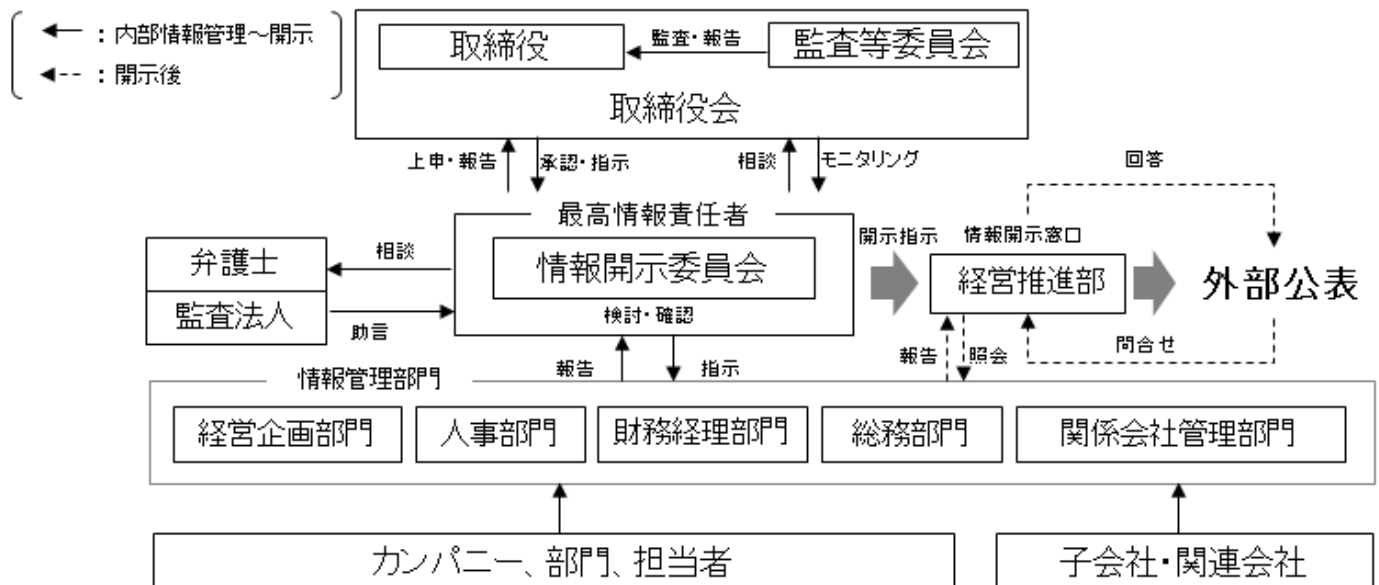 ：内部情報管理～開示
：開示後
取締役
監査・報告
監査等委員会
取締役会
上申・報告
承認・指示
相談
モニタリング
回答
最高情報責任者
開示指示
情報開示窓口
弁護士
相談
情報開示委員会
経営推進部
外部公表
監査法人
助言
検討・確認
報告
指示
報告
照会
問合せ
情報管理部門
経営企画部門
人事部門
財務経理部門
総務部門
関係会社管理部門
カンパニー、部門、担当者
子会社・関連会社